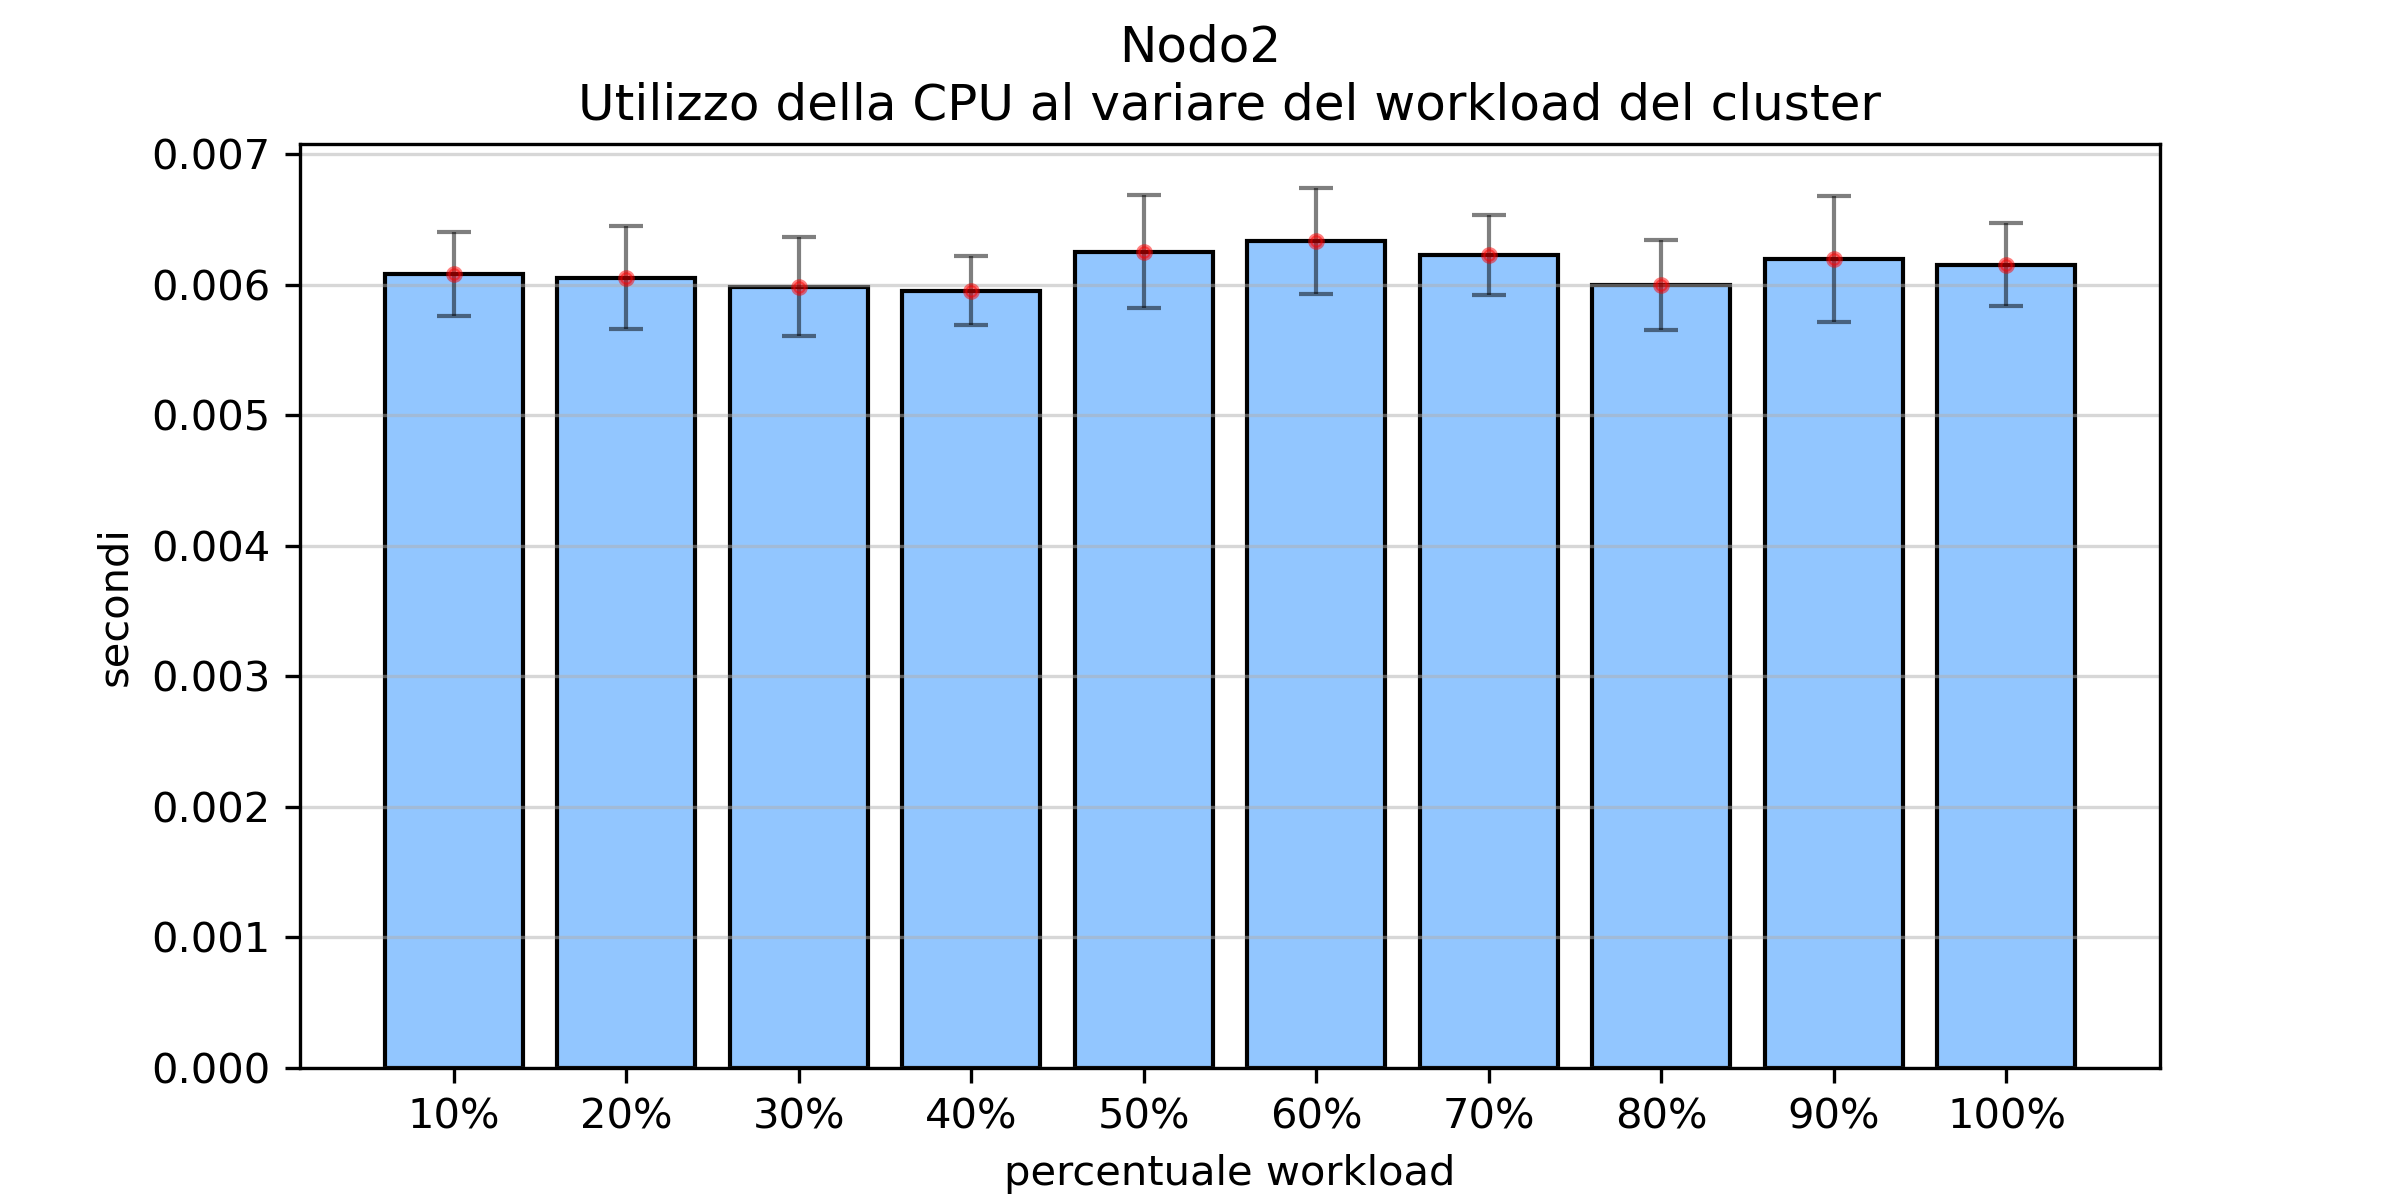 Nodo2
Utilizzo della CPU al variare del workload del cluster
0.007
0.006
0.005
0.004
0.003
0.002
0.001
0.000
secondi
10% 20% 30% 40% 50% 60% 70% 80% 90% 100%
percentuale workload